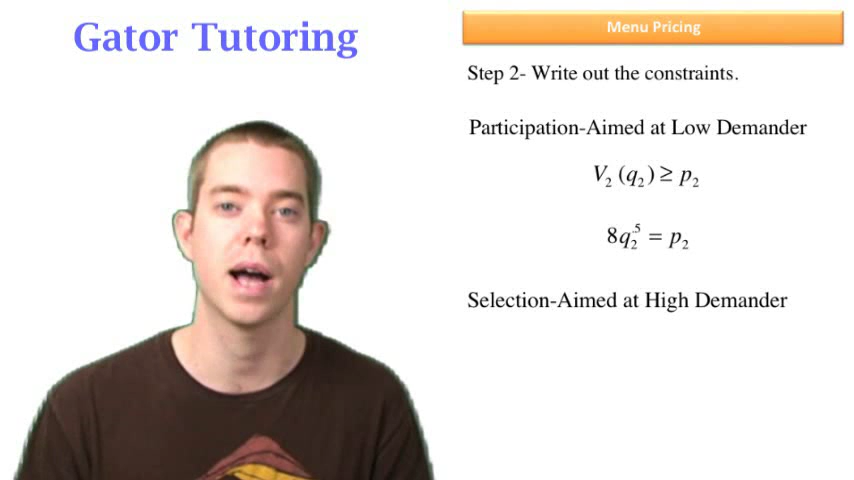 Gator Tutoring
Menu Pricing
Step 2- Write out the constraints.
Participation-Aimed at Low Demander
V₂ (q₂) ≥ p₂
8q₂^.5 = p₂
Selection-Aimed at High Demander